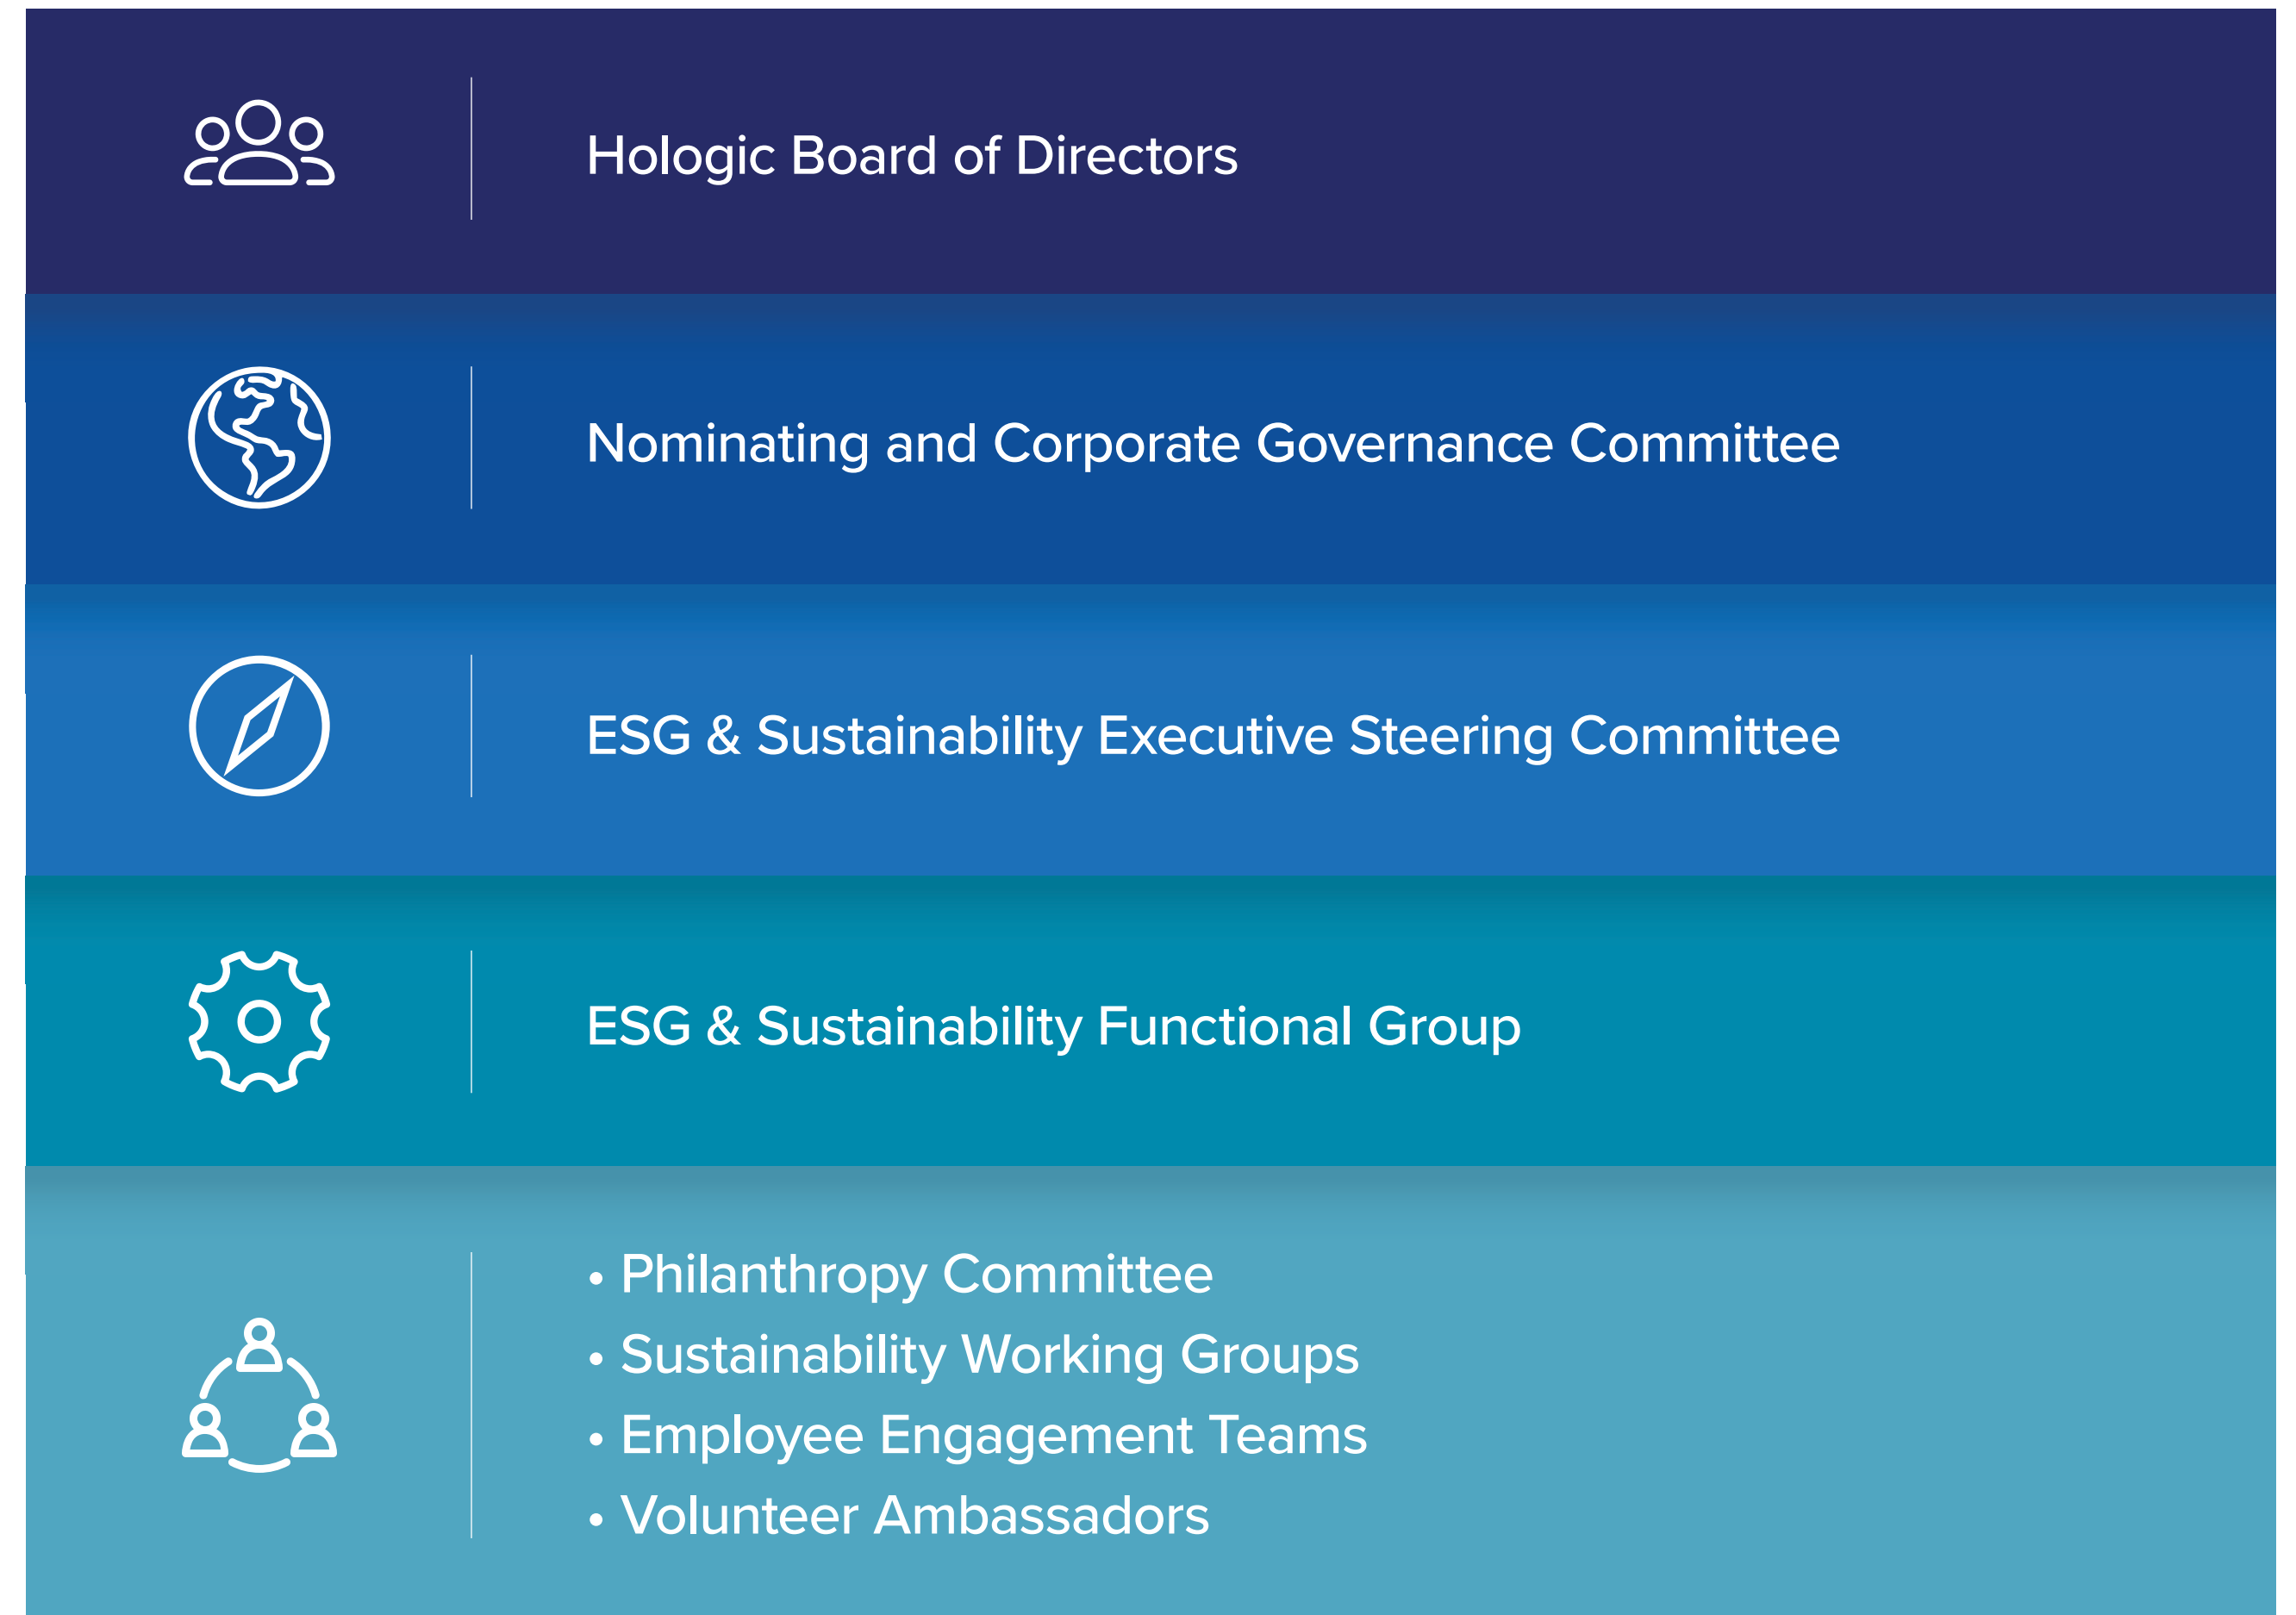 Hologic Board of Directors
Nominating and Corporate Governance Committee
ESG & Sustainability Executive Steering Committee
ESG & Sustainability Functional Group
• Philanthropy Committee
• Sustainability Working Groups
• Employee Engagement Teams
• Volunteer Ambassadors